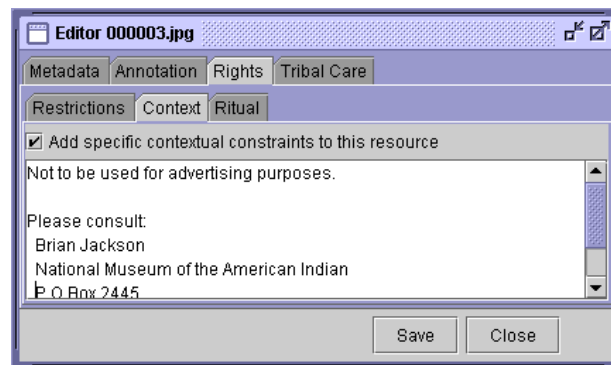 Editor 000003.jpg
Metadata Annotation Rights Tribal Care
Restrictions Context Ritual
Add specific contextual constraints to this resource
Not to be used for advertising purposes.
Please consult:
Brian Jackson
National Museum of the American Indian
P.O Box 2445
Save Close